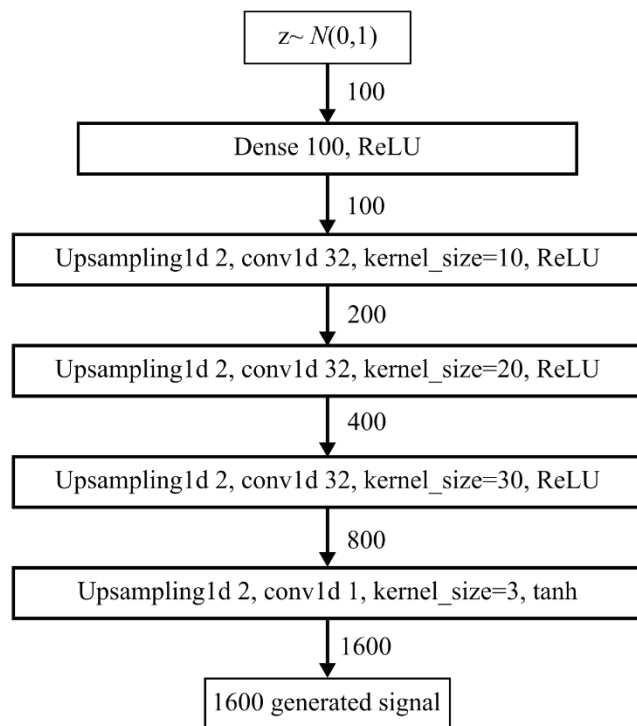 z~ N(0,1)
100
Dense 100, ReLU
100
Upsampling1d 2, conv1d 32, kernel_size=10, ReLU
200
Upsampling1d 2, conv1d 32, kernel_size=20, ReLU
400
Upsampling1d 2, conv1d 32, kernel_size=30, ReLU
800
Upsampling1d 2, conv1d 1, kernel_size=3, tanh
1600
1600 generated signal